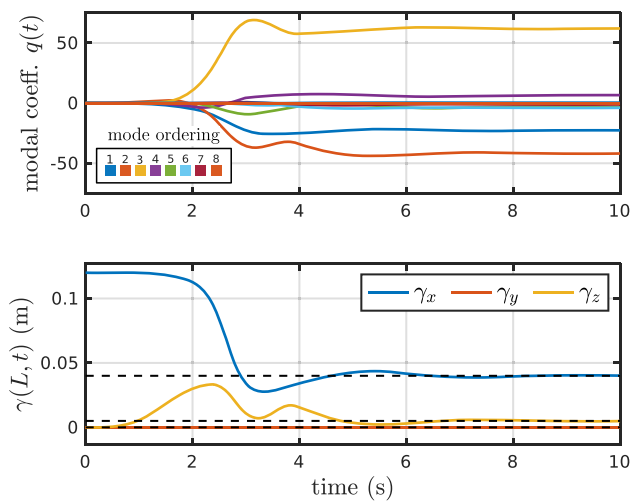 modal coeff. q(t)
50
0
-50
mode ordering
1 2 3 4 5 6 7 8
0 2 4 6 8 10
γ(L, t) (m)
0.1
0.05
0
γx γy γz
0 2 4 6 8 10
time (s)